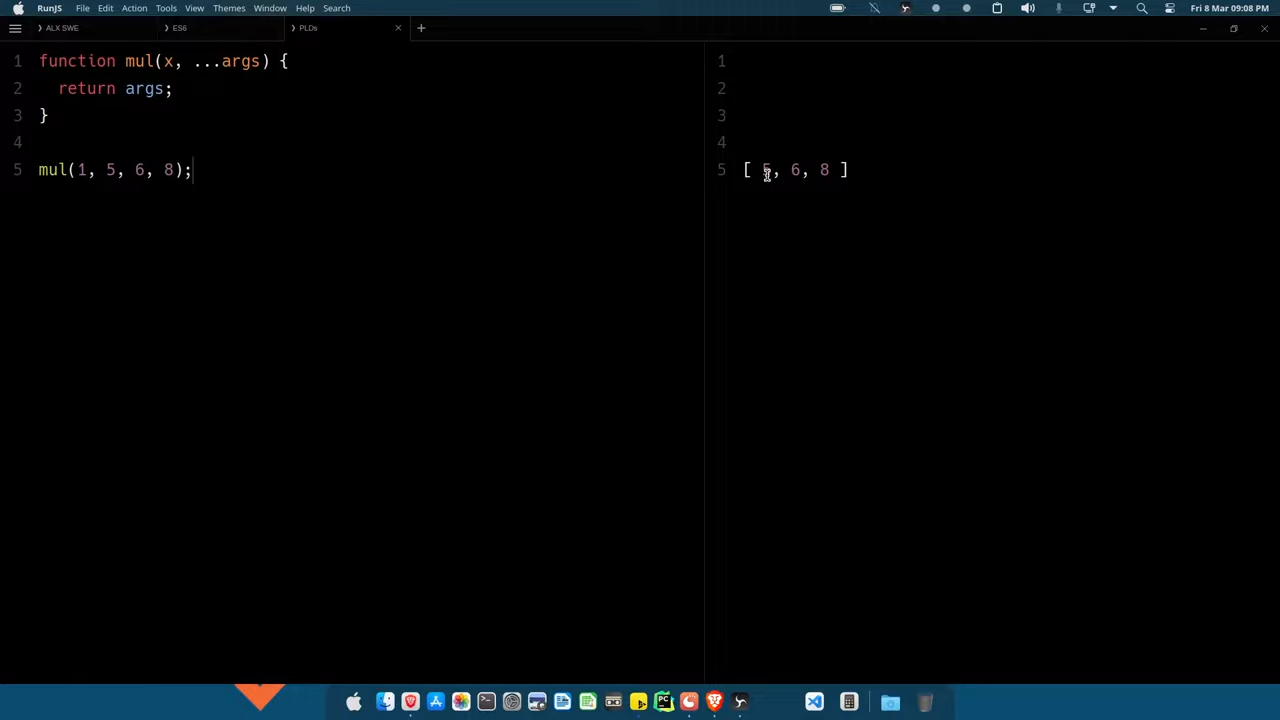 RunJS File Edit Action Tools View Themes Window Help Search Fri 8 Mar 09:08 PM
ALX SWE ES6 PLDs
1 function mul(x, ...args) {
2 return args;
3 }
4
5 mul(1, 5, 6, 8);
1
2
3
4
5 [ 5, 6, 8 ]
PC